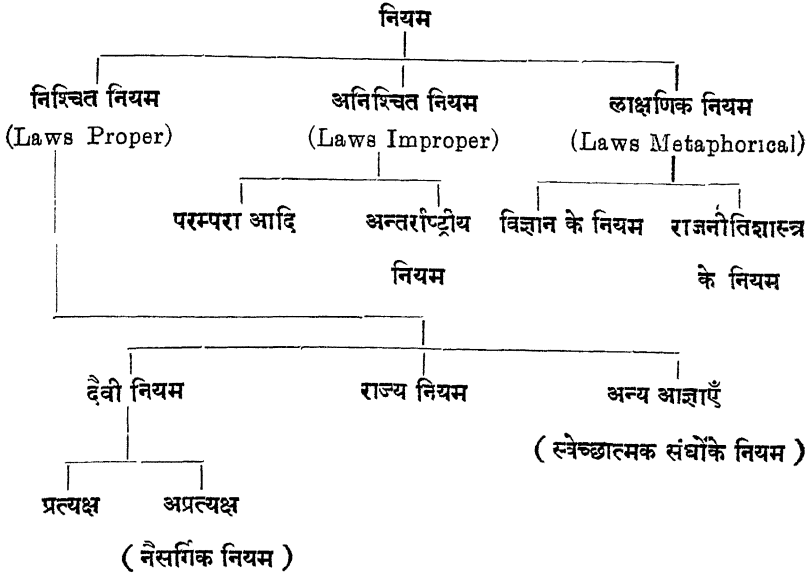 नियम
निश्चित नियम अनिश्चित नियम लाक्षणिक नियम
(Laws Proper) (Laws Improper) (Laws Metaphorical)
परम्परा आदि अन्तर्राष्ट्रीय विज्ञान के नियम राजनीतिशास्त्र
नियम के नियम
दैवी नियम राज्य नियम अन्य आज्ञाएँ
( स्वेच्छात्मक संघोंके नियम )
प्रत्यक्ष अप्रत्यक्ष
( नैसर्गिक नियम )